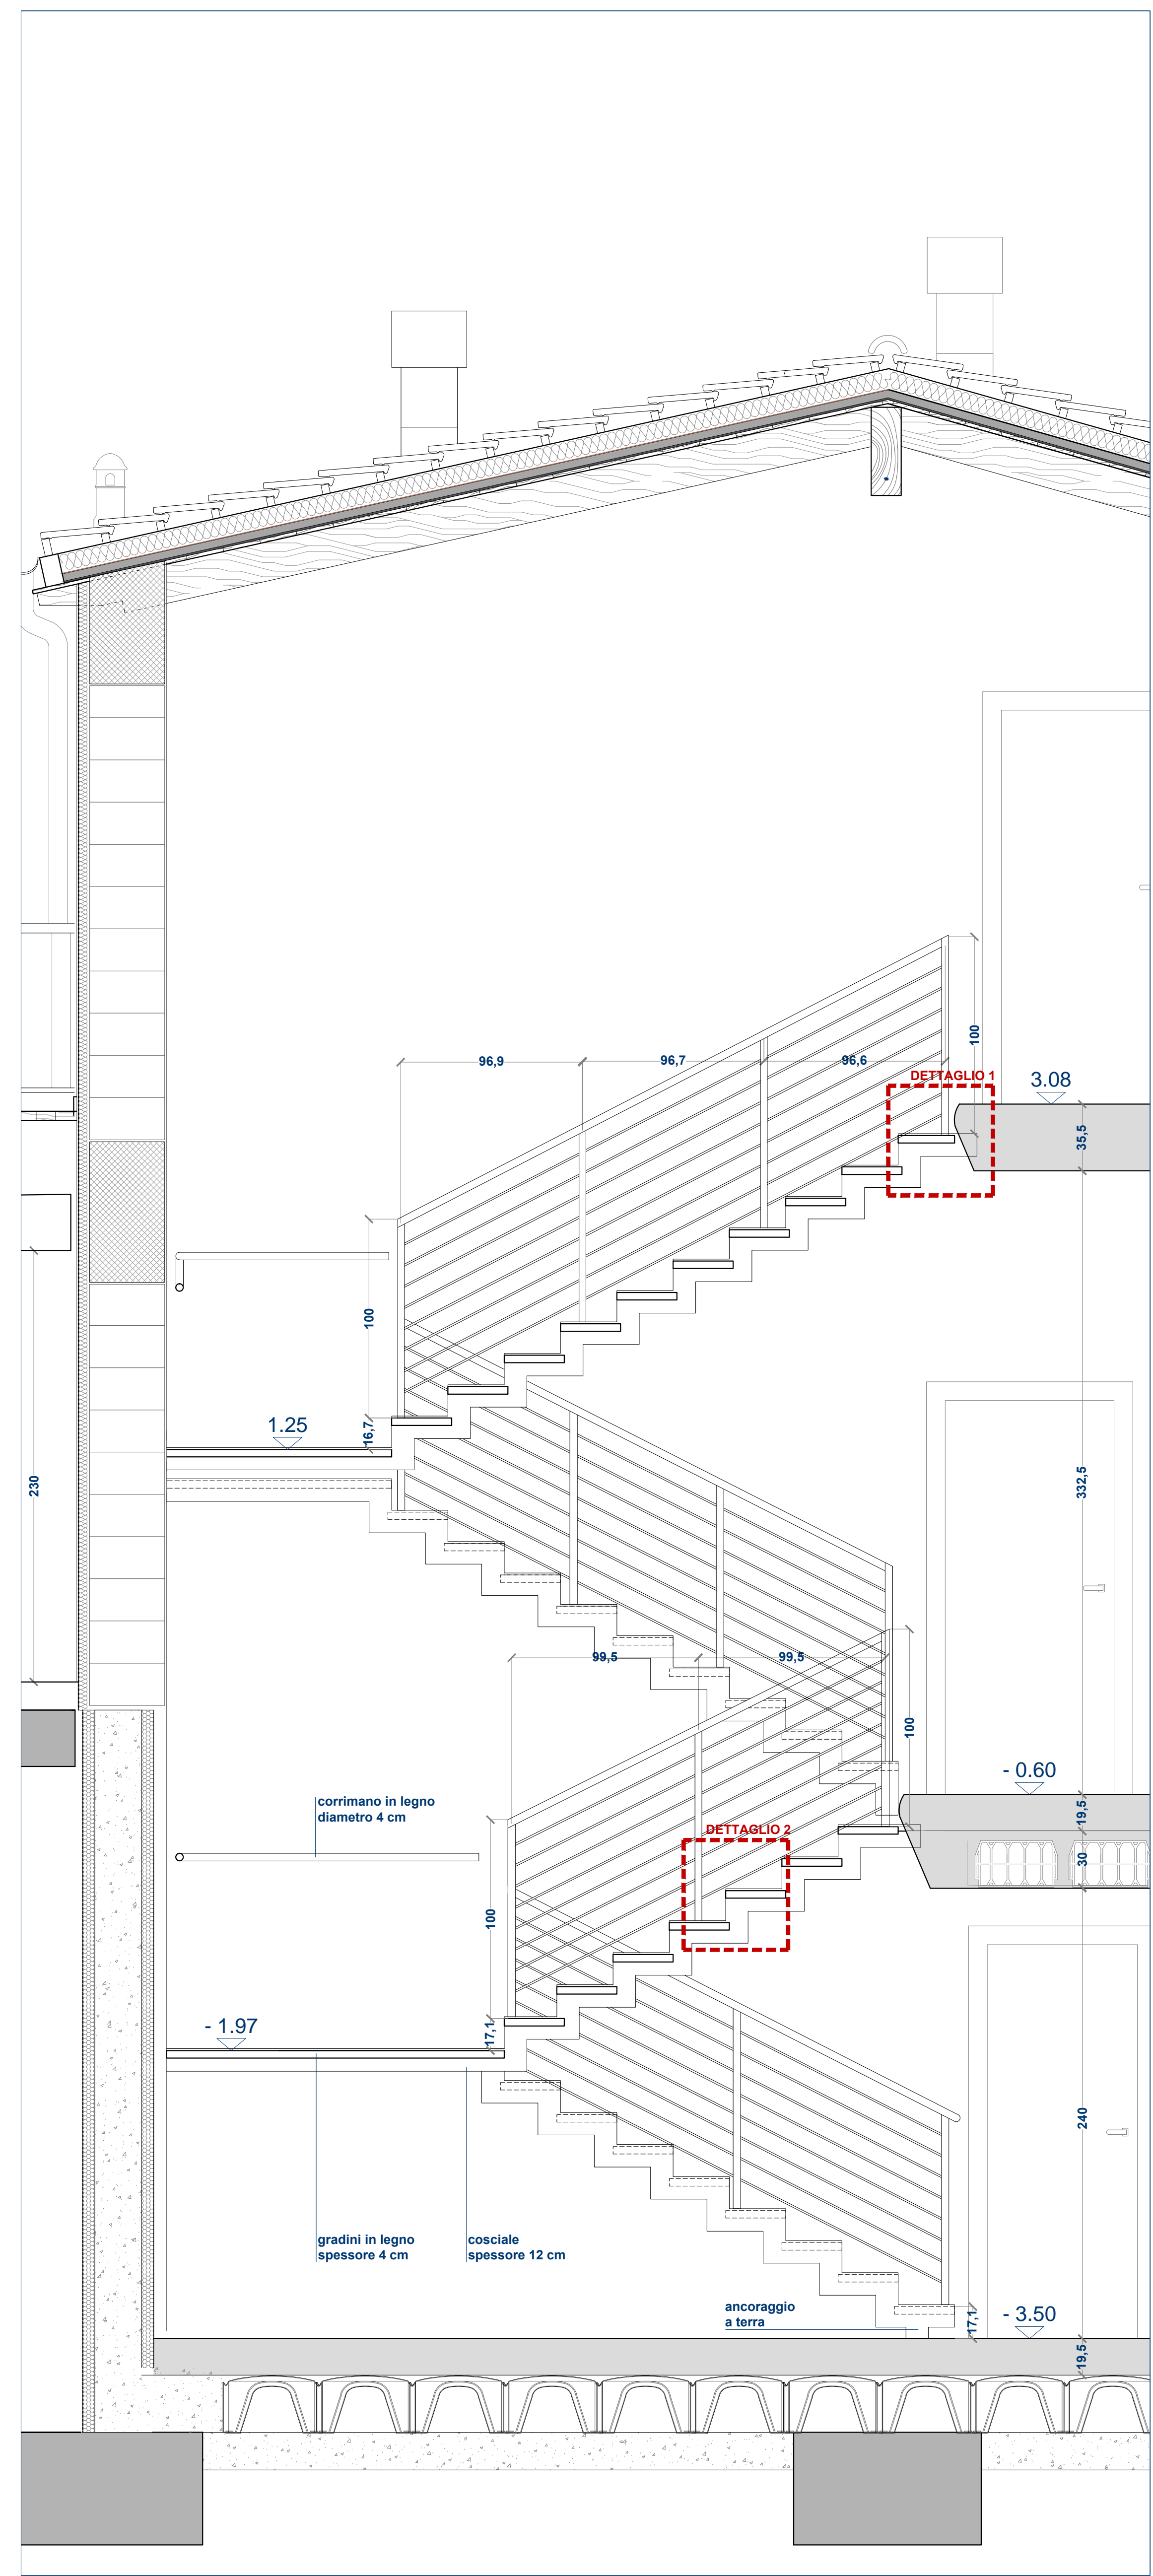 96,9
96,7
96,6
100
DETTAGLIO 1
3.08
35,5
100
1.25
16,7
230
332,5
99,5
99,5
100
- 0.60
19,5
corrimano in legno
diametro 4 cm
DETTAGLIO 2
30
100
- 1.97
17,1
240
gradini in legno
spessore 4 cm
cosciale
spessore 12 cm
ancoraggio
a terra
17,1
- 3.50
19,5